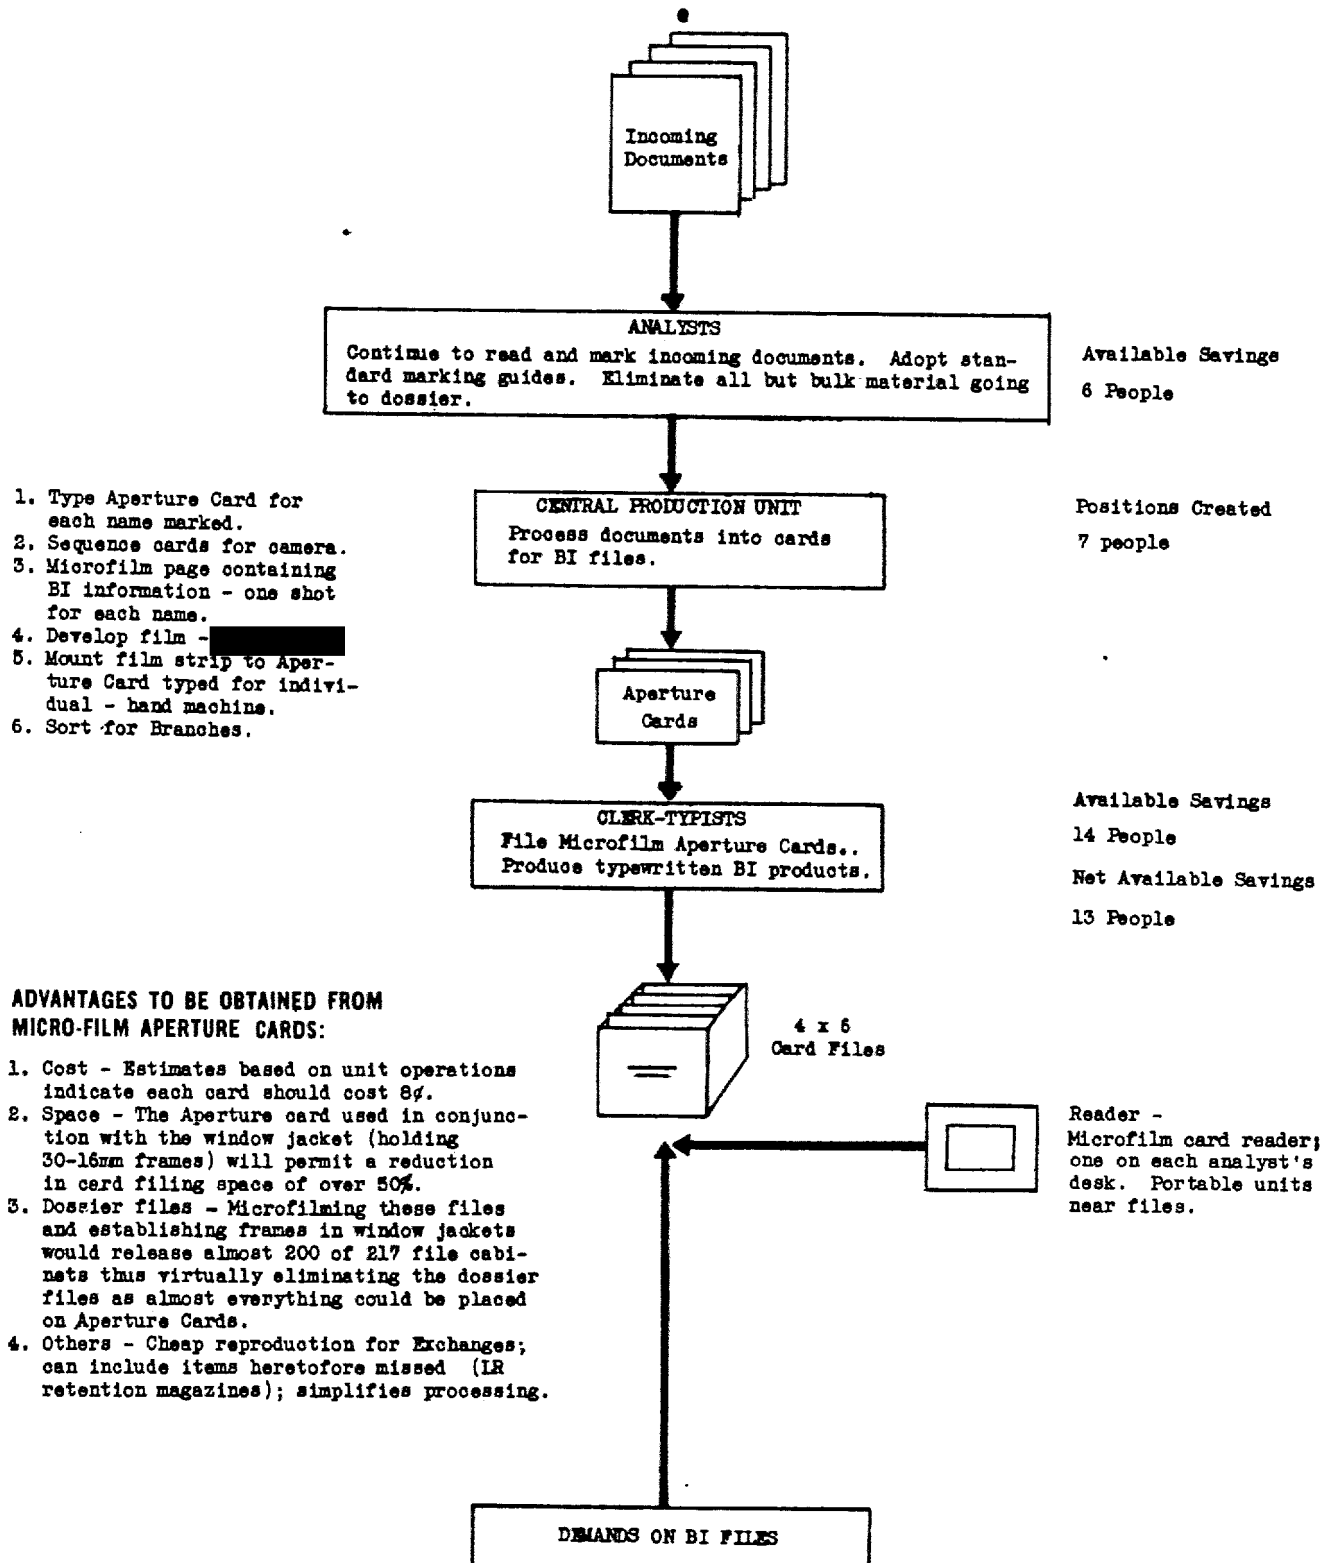 Incoming
Documents
ANALYSTS
Continue to read and mark incoming documents. Adopt stan-
dard marking guides. Eliminate all but bulk material going
to dossier.
Available Savings
6 People
1. Type Aperture Card for
each name marked.
2. Sequence cards for camera.
3. Microfilm page containing
BI information - one shot
for each name.
4. Develop film -
5. Mount film strip to Aper-
ture Card typed for indivi-
dual - hand machine.
6. Sort for Branches.
CENTRAL PRODUCTION UNIT
Process documents into cards
for BI files.
Positions Created
7 people
Aperture
Cards
CLERK-TYPISTS
File Microfilm Aperture Cards..
Produce typewritten BI products.
Available Savings
14 People
Net Available Savings
13 People
ADVANTAGES TO BE OBTAINED FROM
MICRO-FILM APERTURE CARDS:
1. Cost - Estimates based on unit operations
indicate each card should cost 8¢.
2. Space - The Aperture card used in conjunc-
tion with the window jacket (holding
30-16mm frames) will permit a reduction
in card filing space of over 50%.
3. Dossier files - Microfilming these files
and establishing frames in window jackets
would release almost 200 of 217 file cabi-
nets thus virtually eliminating the dossier
files as almost everything could be placed
on Aperture Cards.
4. Others - Cheap reproduction for Exchanges;
can include items heretofore missed (IR
retention magazines); simplifies processing.
4 x 6
Card Files
Reader -
Microfilm card reader;
one on each analyst's
desk. Portable units
near files.
DEMANDS ON BI FILES